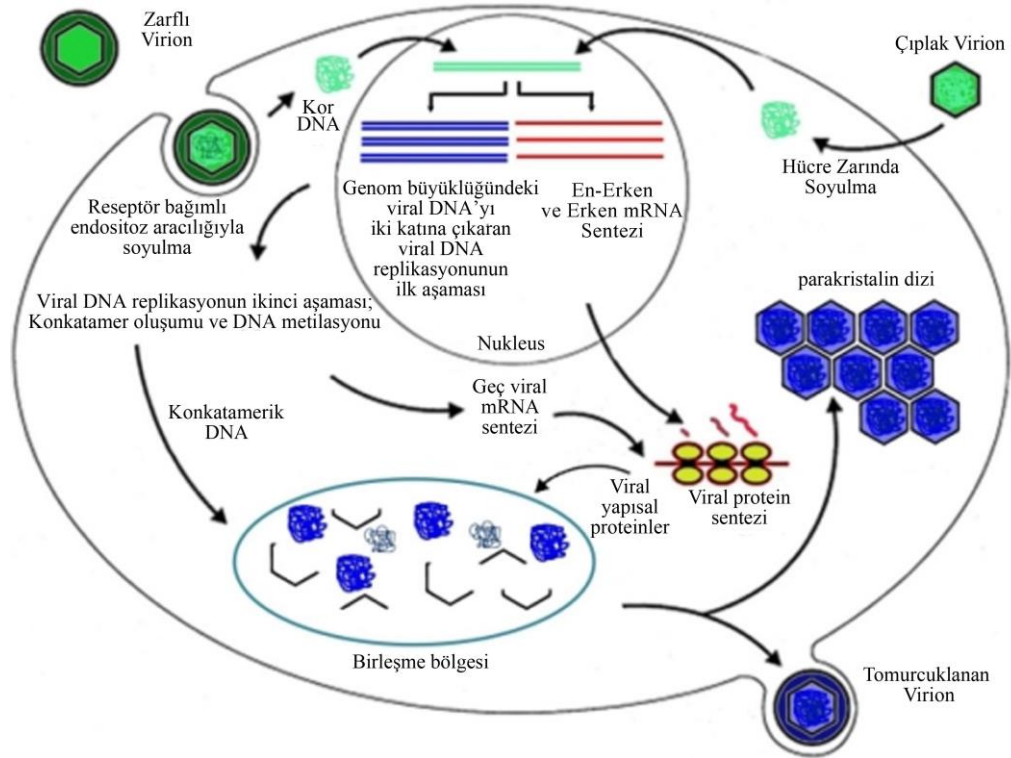 Zarflı
Virion
Kor
DNA
Çıplak Virion
Hücre Zarında
Soyulma
Reseptör bağımlı
endositoz aracılığıyla
soyulma
Genom büyüklüğündeki
viral DNA’yı
iki katına çıkaran
viral DNA
replikasyonunun
ilk aşaması
En-Erken
ve Erken mRNA
Sentezi
Nukleus
Viral DNA replikasyonun ikinci aşaması;
Konkatamer oluşumu ve DNA metilasyonu
parakristalin dizi
Konkatamerik
DNA
Geç viral
mRNA
sentezi
Viral
yapısal
proteinler
Viral protein
sentezi
Birleşme bölgesi
Tomurcuklanan
Virion